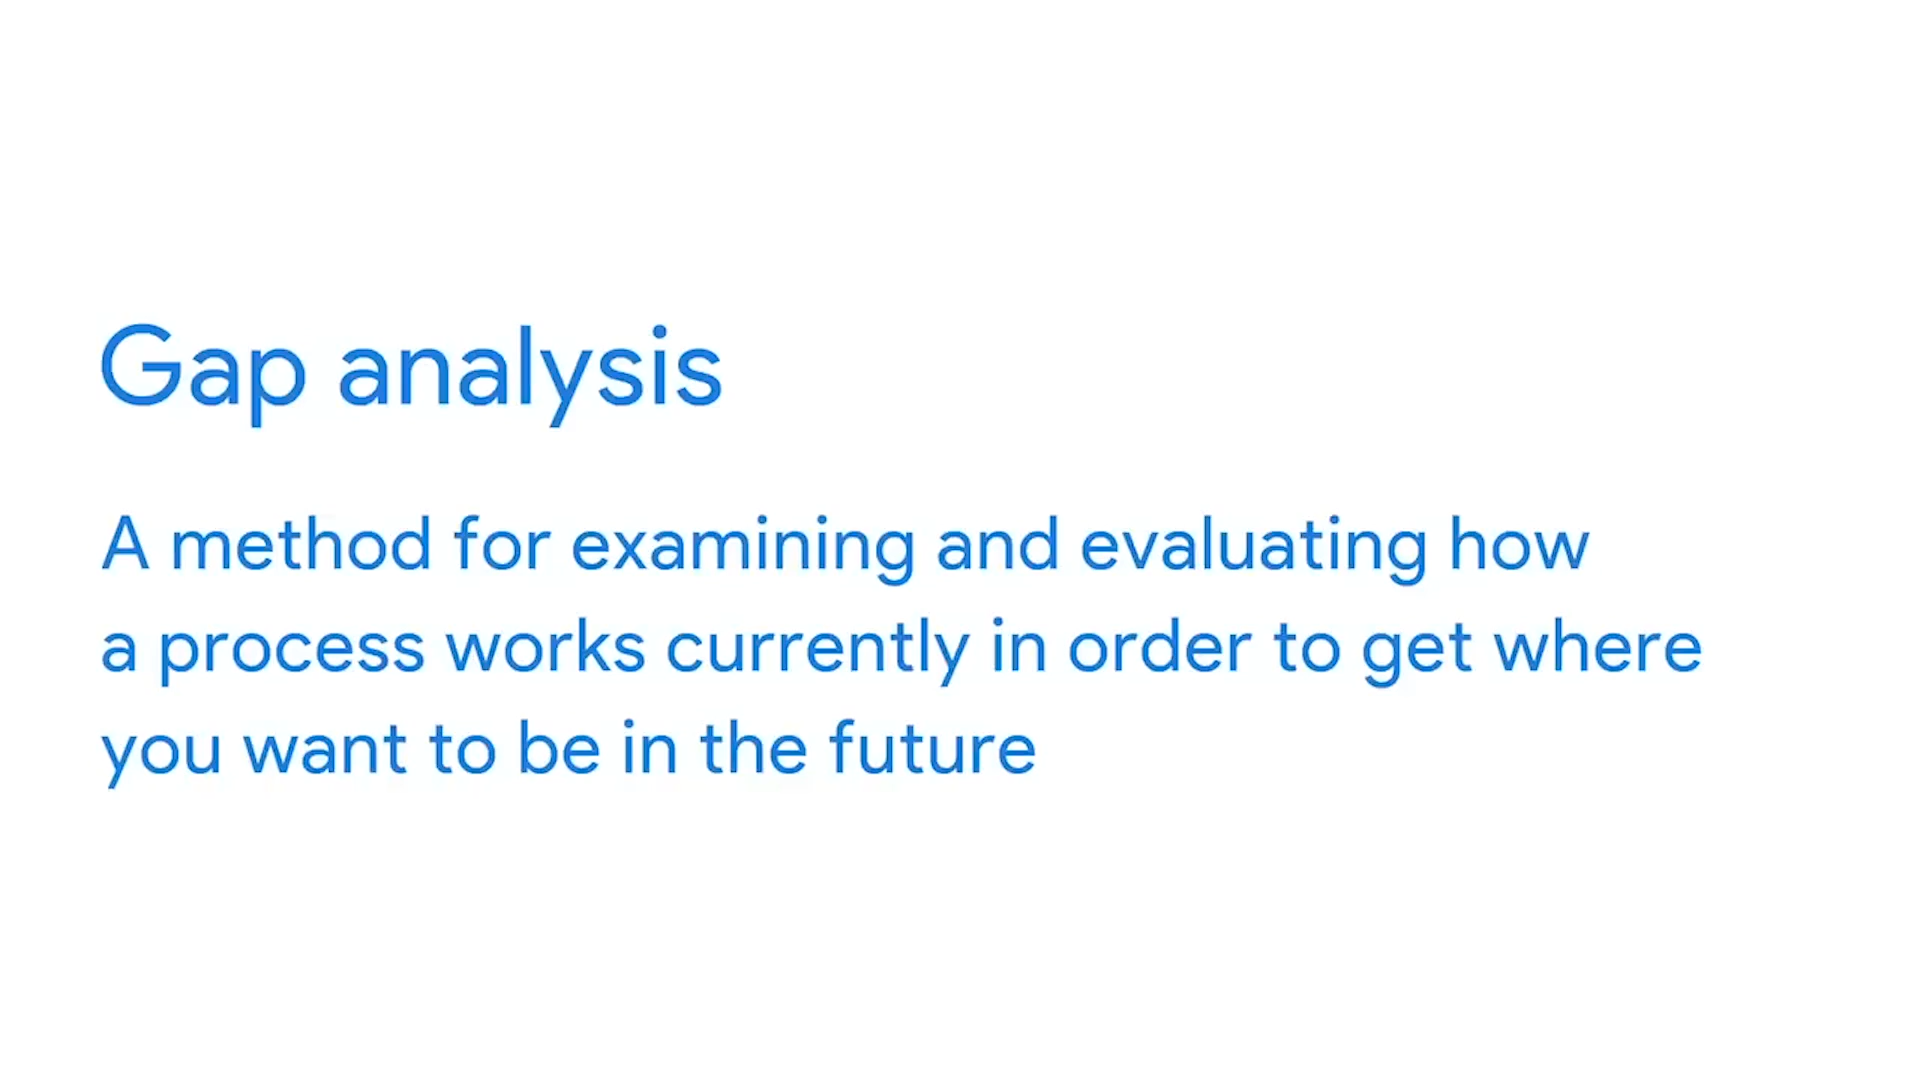 Gap analysis
A method for examining and evaluating how
a process works currently in order to get where
you want to be in the future